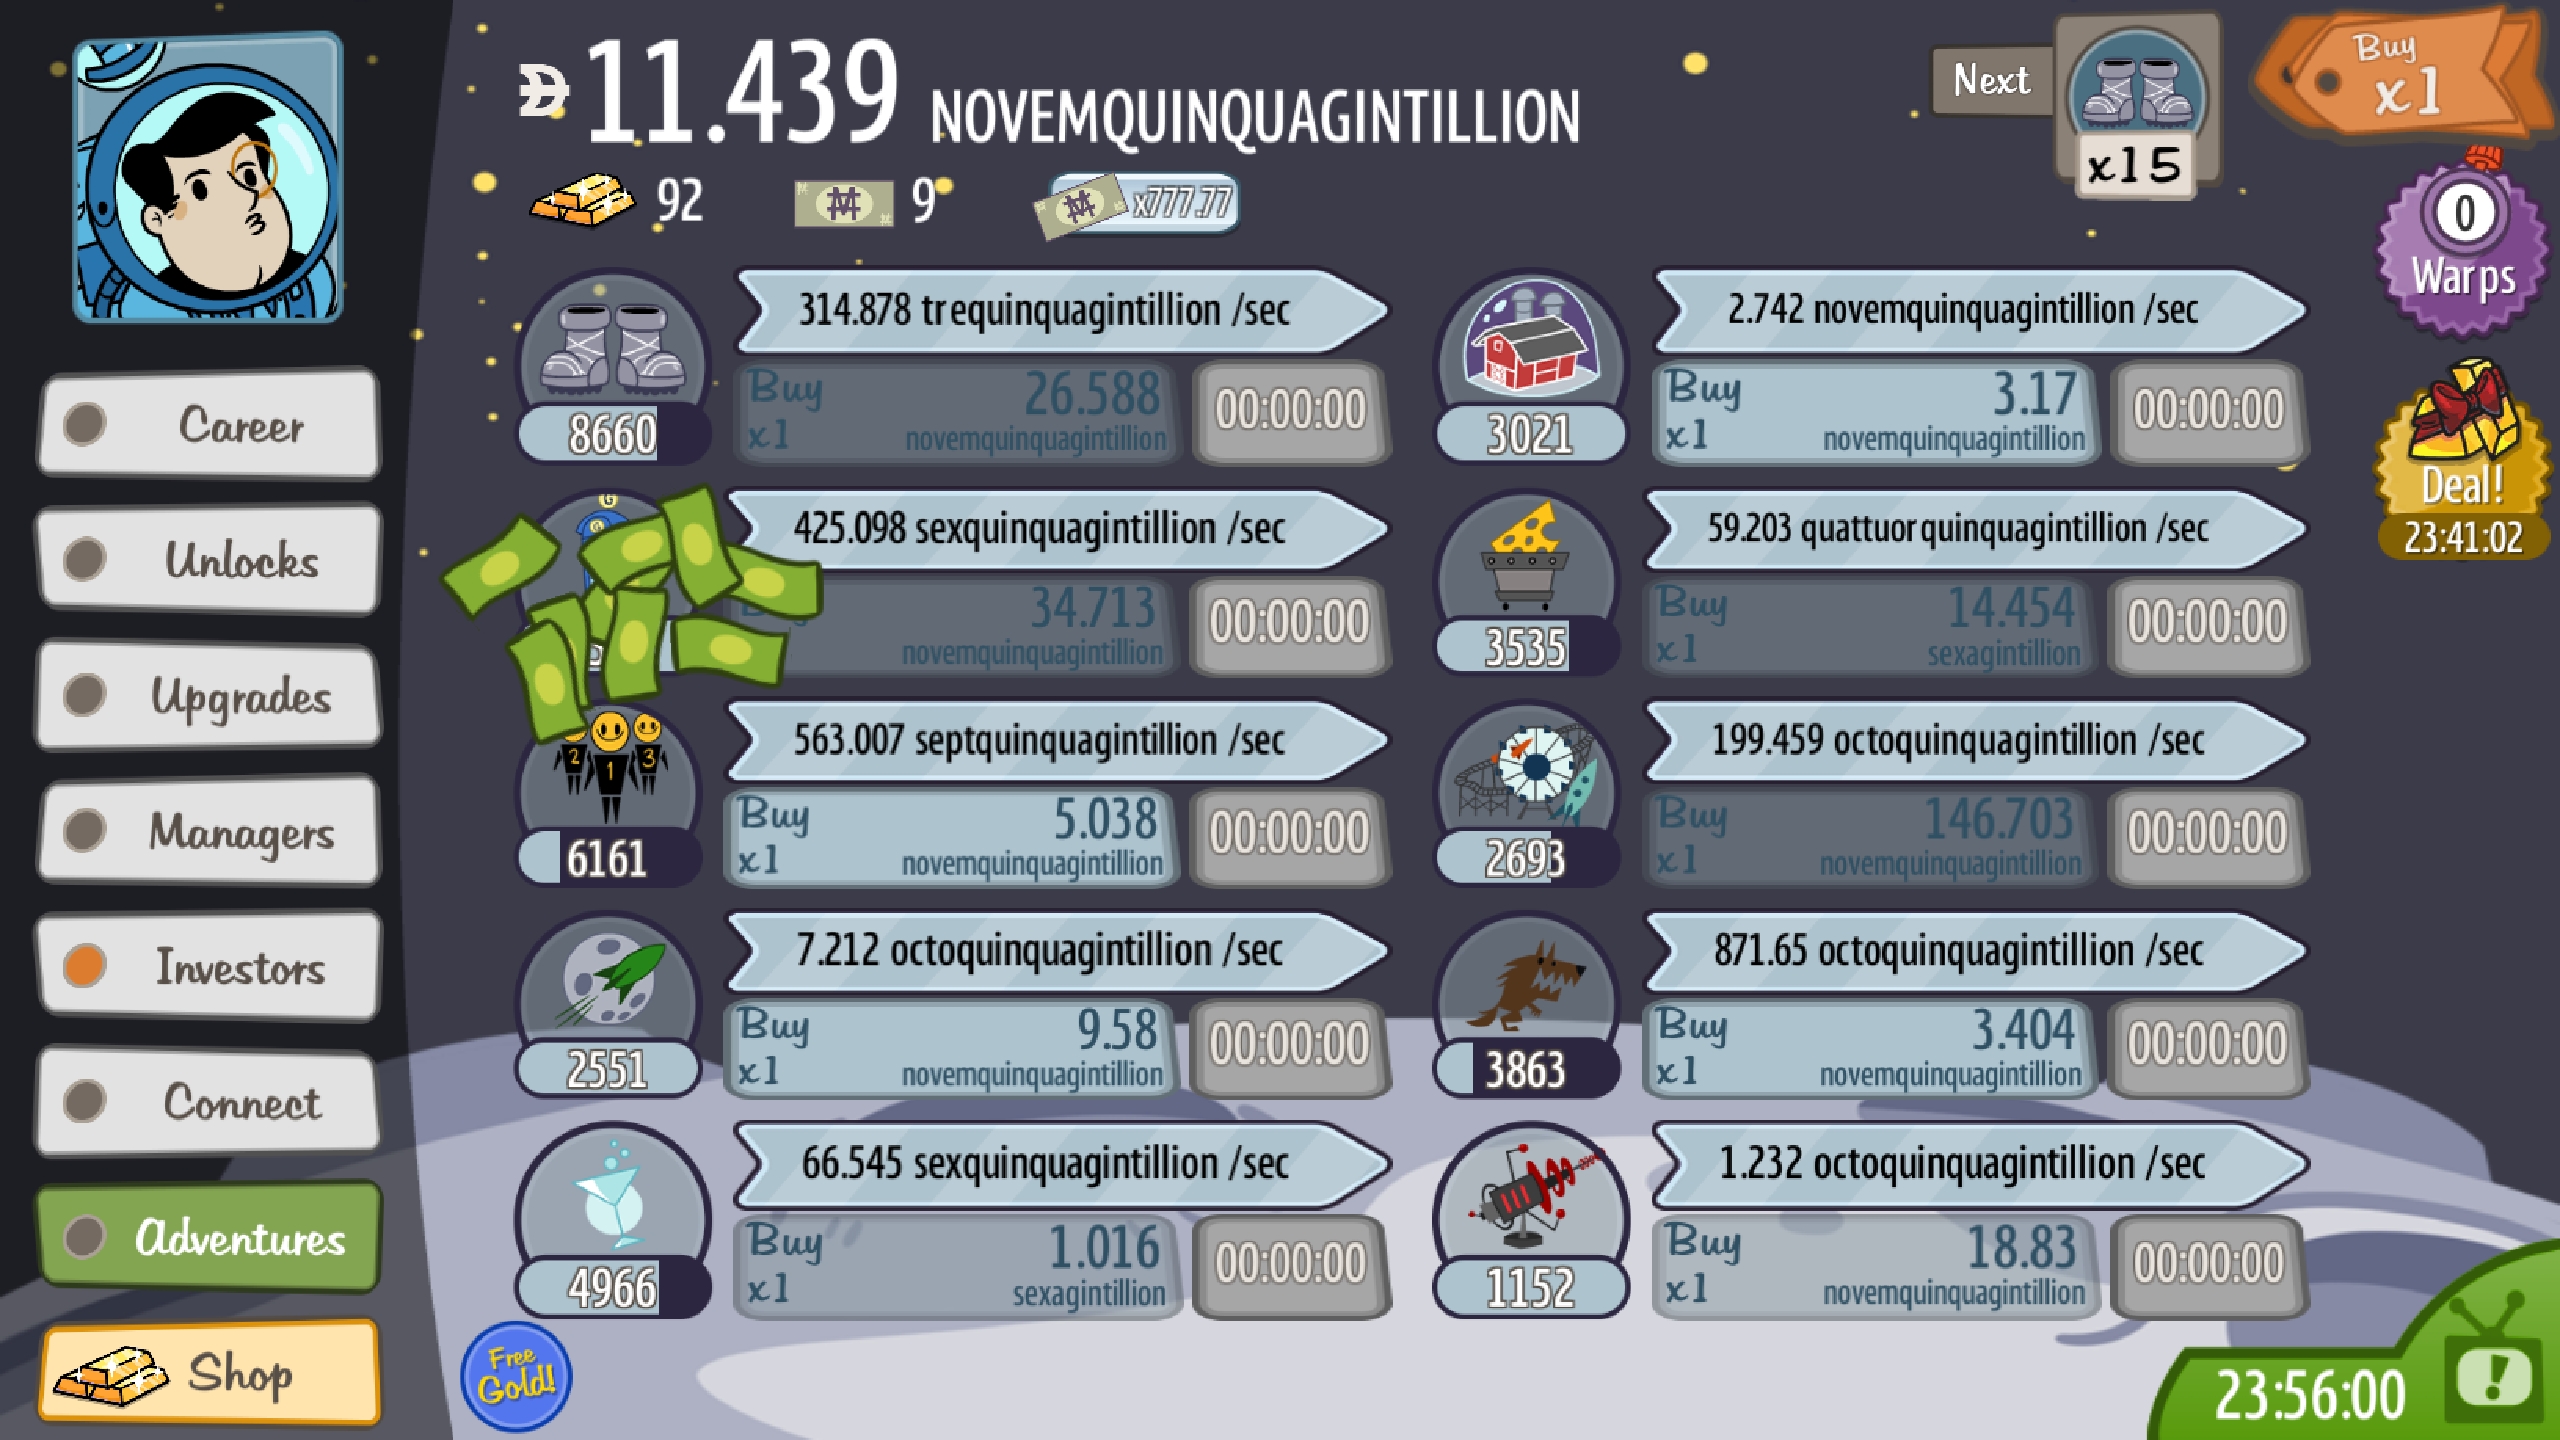 11.439 NOVEMQUINQUAGINTILLION
92
9
x777.77
Next
x15
Buy
x1
0
Warps
Deal!
23:41:02
Career
Unlocks
Upgrades
Managers
Investors
Connect
Adventures
Shop
314.878 trequinquagintillion /sec
8660
Buy
x1
26.588
novemquinquagintillion
00:00:00
2.742 novemquinquagintillion /sec
3021
Buy
x1
3.17
novemquinquagintillion
00:00:00
G
G
425.098 sexquinquagintillion /sec
34.713
novemquinquagintillion
00:00:00
59.203 quattuorquinquagintillion /sec
3535
Buy
x1
14.454
sexagintillion
00:00:00
2 1 3
563.007 septquinquagintillion /sec
6161
Buy
x1
5.038
novemquinquagintillion
00:00:00
199.459 octoquinquagintillion /sec
2693
Buy
x1
146.703
novemquinquagintillion
00:00:00
7.212 octoquinquagintillion /sec
2551
Buy
x1
9.58
novemquinquagintillion
00:00:00
871.65 octoquinquagintillion /sec
3863
Buy
x1
3.404
novemquinquagintillion
00:00:00
66.545 sexquinquagintillion /sec
4966
Buy
x1
1.016
sexagintillion
00:00:00
1.232 octoquinquagintillion /sec
1152
Buy
x1
18.83
novemquinquagintillion
00:00:00
Free
Gold!
23:56:00
!